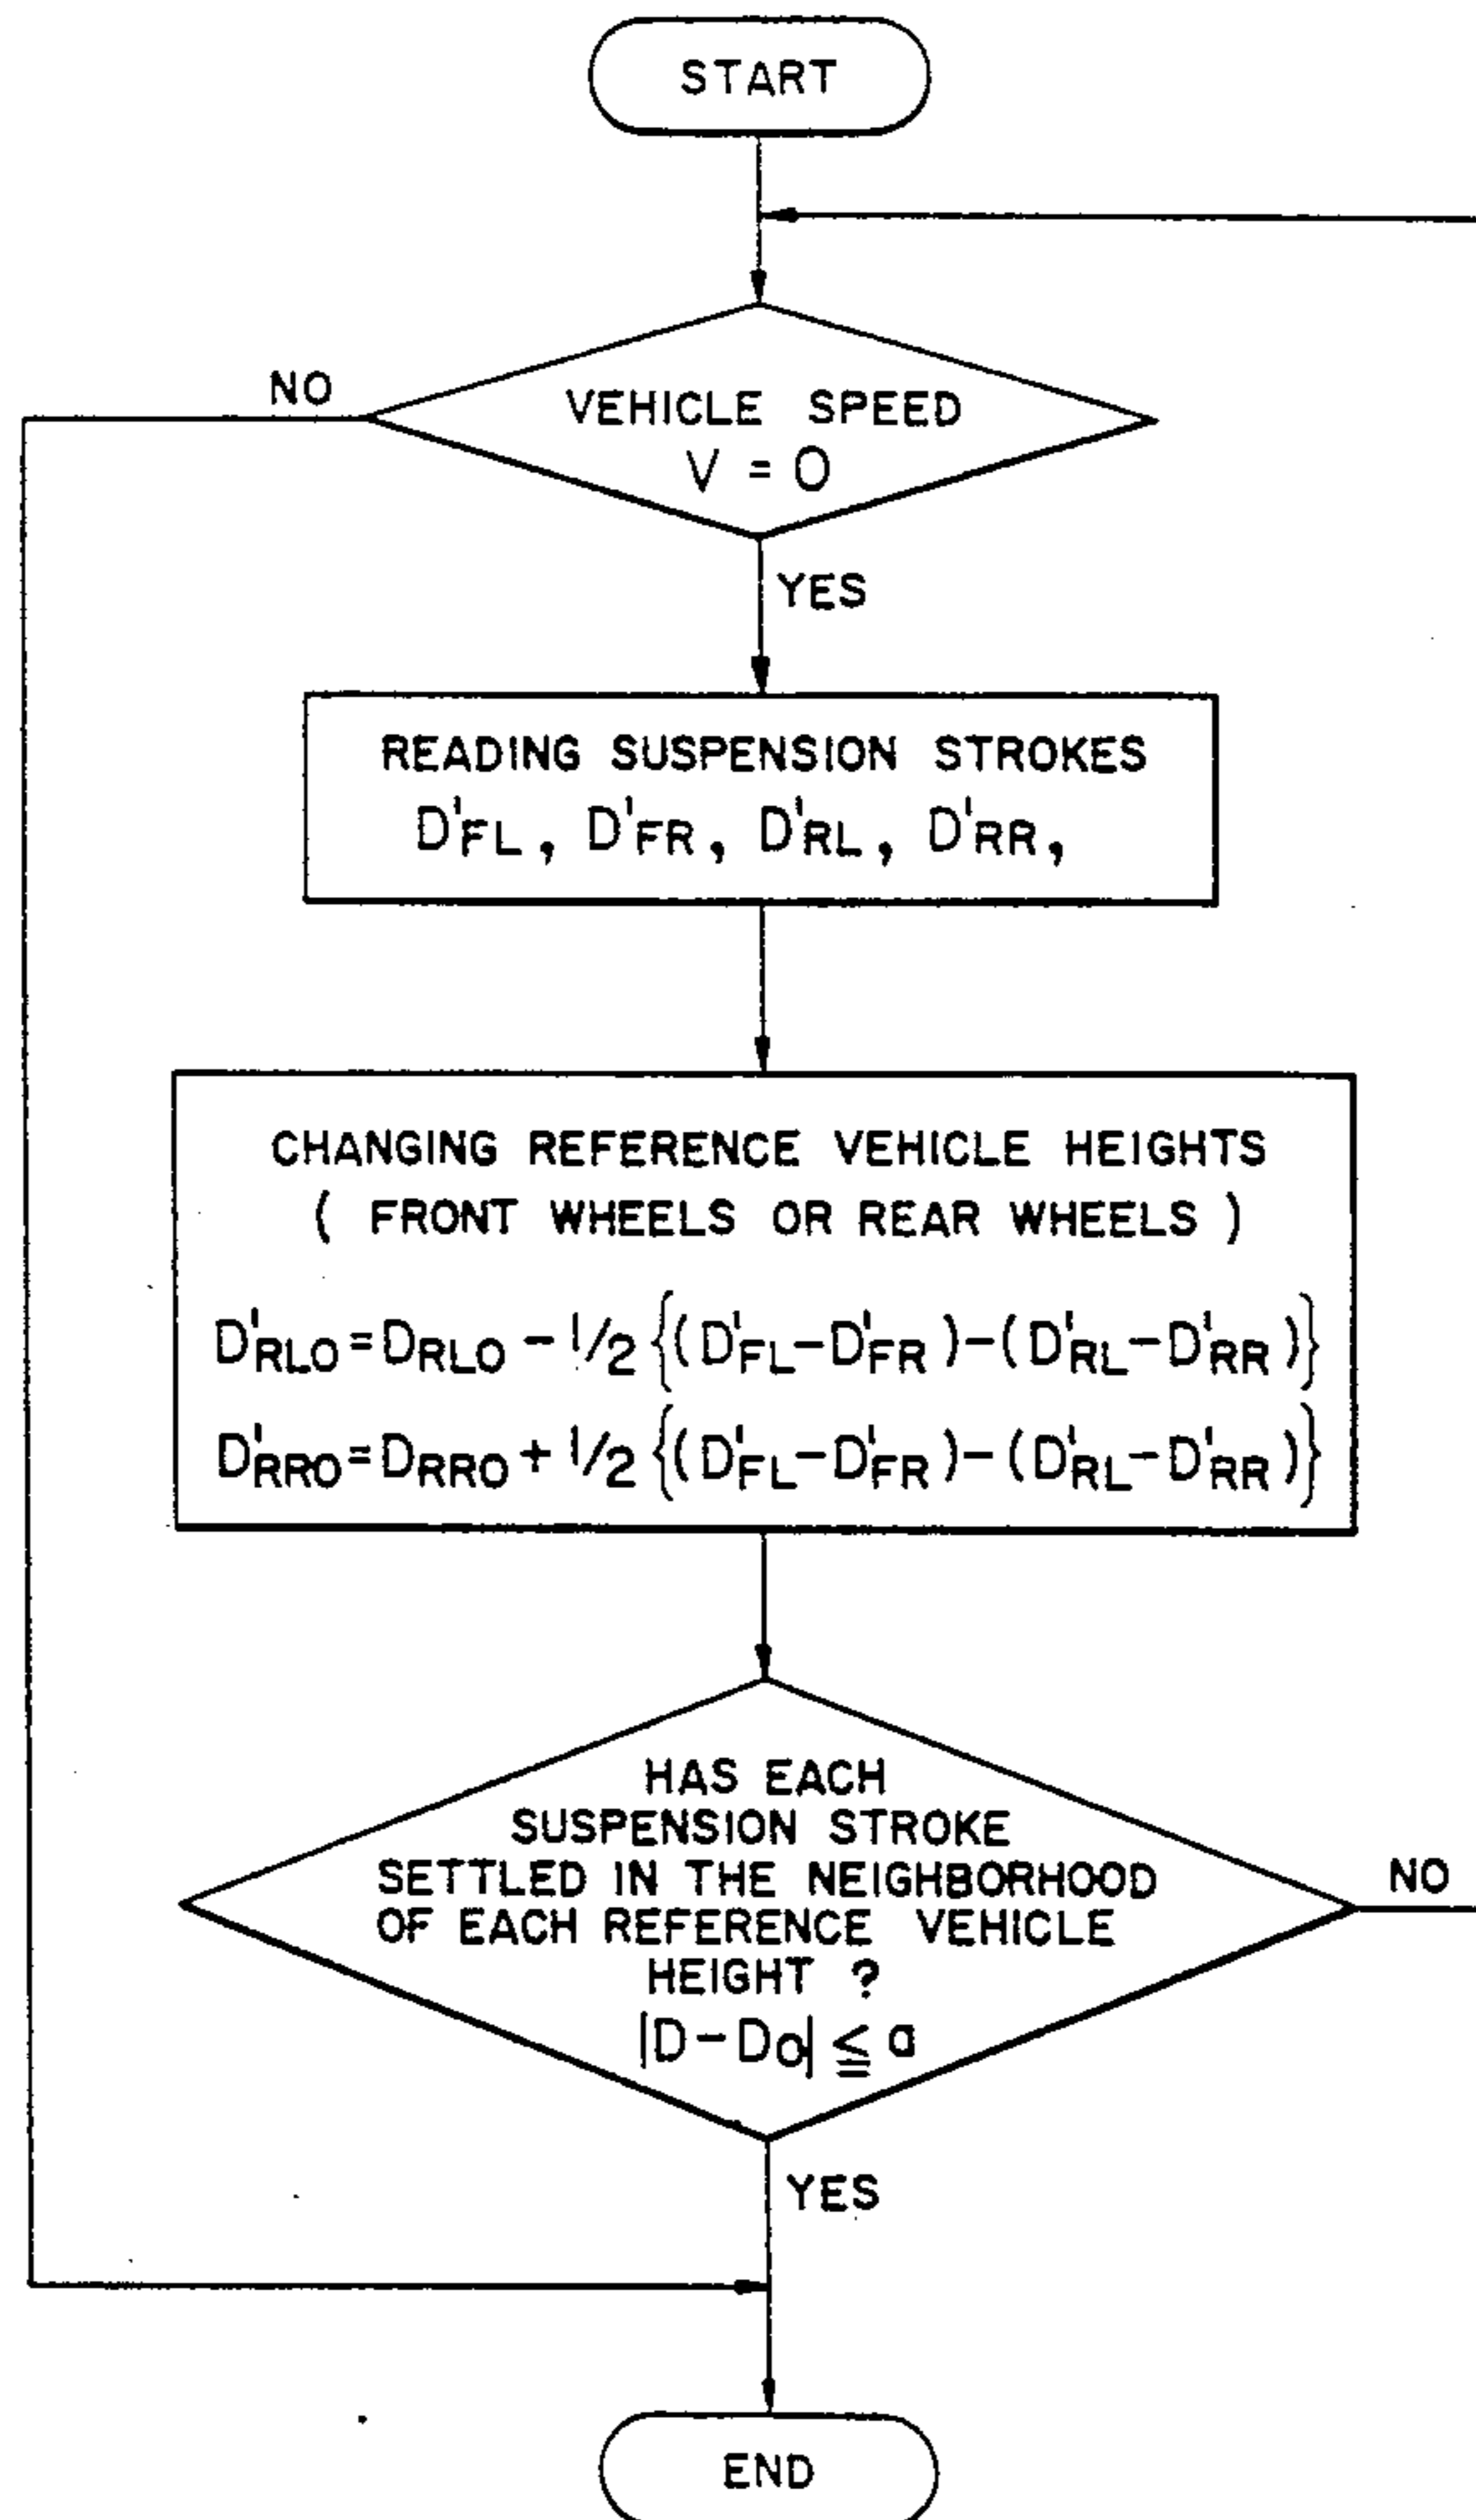 START
NO
VEHICLE SPEED
V = 0
YES
READING SUSPENSION STROKES
D'FL, D'FR, D'RL, D'RR,
CHANGING REFERENCE VEHICLE HEIGHTS
( FRONT WHEELS OR REAR WHEELS )
D'RLO = DRLO - 1/2 {(D'FL - D'FR) - (D'RL - D'RR)}
D'RRO = DRRO + 1/2 {(D'FL - D'FR) - (D'RL - D'RR)}
HAS EACH
SUSPENSION STROKE
SETTLED IN THE NEIGHBORHOOD
OF EACH REFERENCE VEHICLE
HEIGHT ?
|D - Do| ≦ a
NO
YES
END